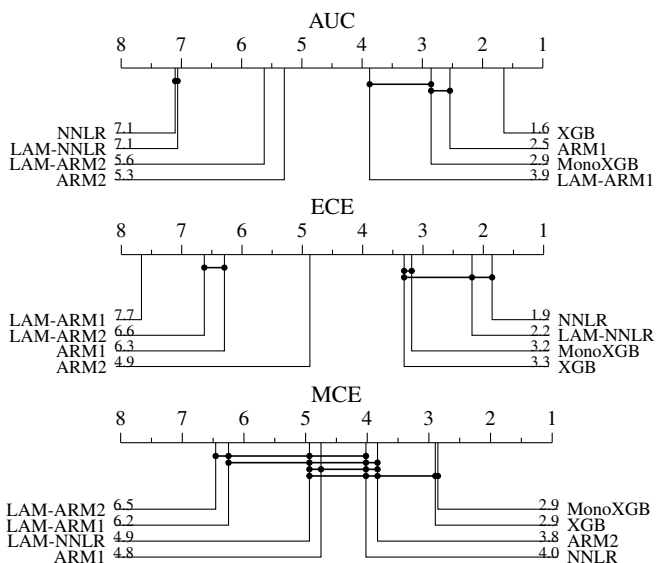 AUC
8 7 6 5 4 3 2 1
NNLR 7.1 1.6 XGB
LAM-NNLR 7.1 2.5 ARM1
LAM-ARM2 5.6 2.9 MonoXGB
ARM2 5.3 3.9 LAM-ARM1
ECE
8 7 6 5 4 3 2 1
LAM-ARM1 7.7 1.9 NNLR
LAM-ARM2 6.6 2.2 LAM-NNLR
ARM1 6.3 3.2 MonoXGB
ARM2 4.9 3.3 XGB
MCE
8 7 6 5 4 3 2 1
LAM-ARM2 6.5 2.9 MonoXGB
LAM-ARM1 6.2 2.9 XGB
LAM-NNLR 4.9 3.8 ARM2
ARM1 4.8 4.0 NNLR